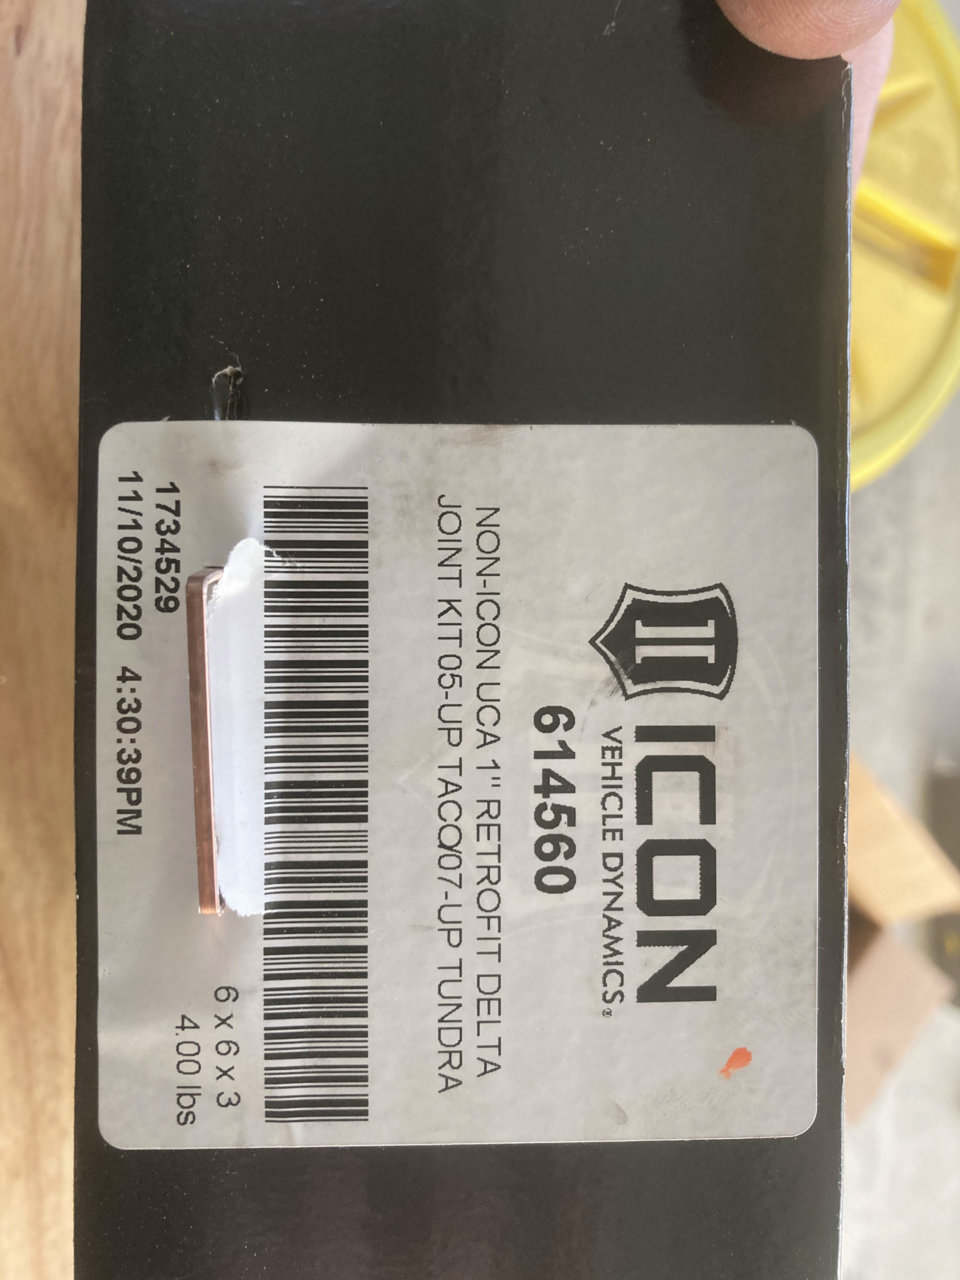 ICON
VEHICLE DYNAMICS®
614560
NON-ICON UCA 1" RETROFIT DELTA
JOINT KIT 05-UP TACO/07-UP TUNDRA
6 x 6 x 3
4.00 lbs
1734529
11/10/2020 4:30:39PM